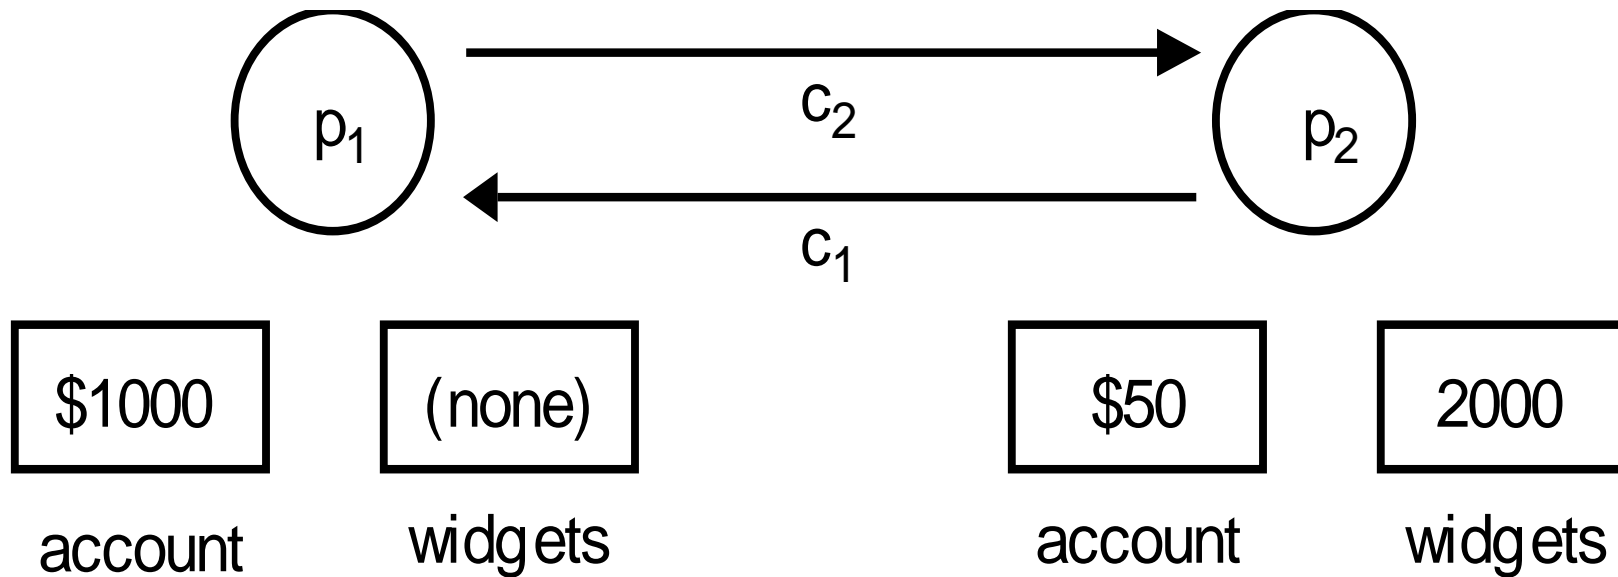 c₂
p₁ p₂
c₁
$1000 (none) $50 2000
account widgets account widgets